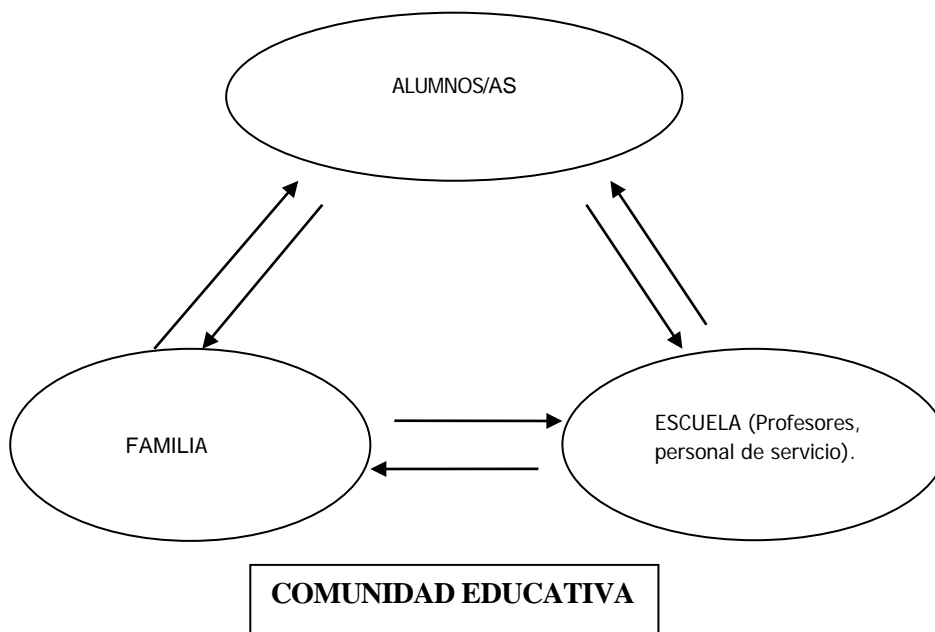 ALUMNOS/AS
FAMILIA
ESCUELA (Profesores,
personal de servicio).
COMUNIDAD EDUCATIVA